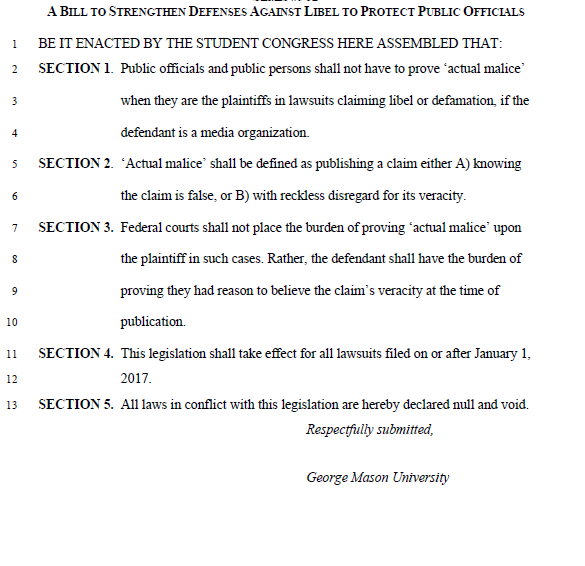 A BILL TO STRENGTHEN DEFENSES AGAINST LIBEL TO PROTECT PUBLIC OFFICIALS
1 BE IT ENACTED BY THE STUDENT CONGRESS HERE ASSEMBLED THAT:
2 SECTION 1. Public officials and public persons shall not have to prove ‘actual malice’
3 when they are the plaintiffs in lawsuits claiming libel or defamation, if the
4 defendant is a media organization.
5 SECTION 2. ‘Actual malice’ shall be defined as publishing a claim either A) knowing
6 the claim is false, or B) with reckless disregard for its veracity.
7 SECTION 3. Federal courts shall not place the burden of proving ‘actual malice’ upon
8 the plaintiff in such cases. Rather, the defendant shall have the burden of
9 proving they had reason to believe the claim’s veracity at the time of
10 publication.
11 SECTION 4. This legislation shall take effect for all lawsuits filed on or after January 1,
12 2017.
13 SECTION 5. All laws in conflict with this legislation are hereby declared null and void.
Respectfully submitted,
George Mason University